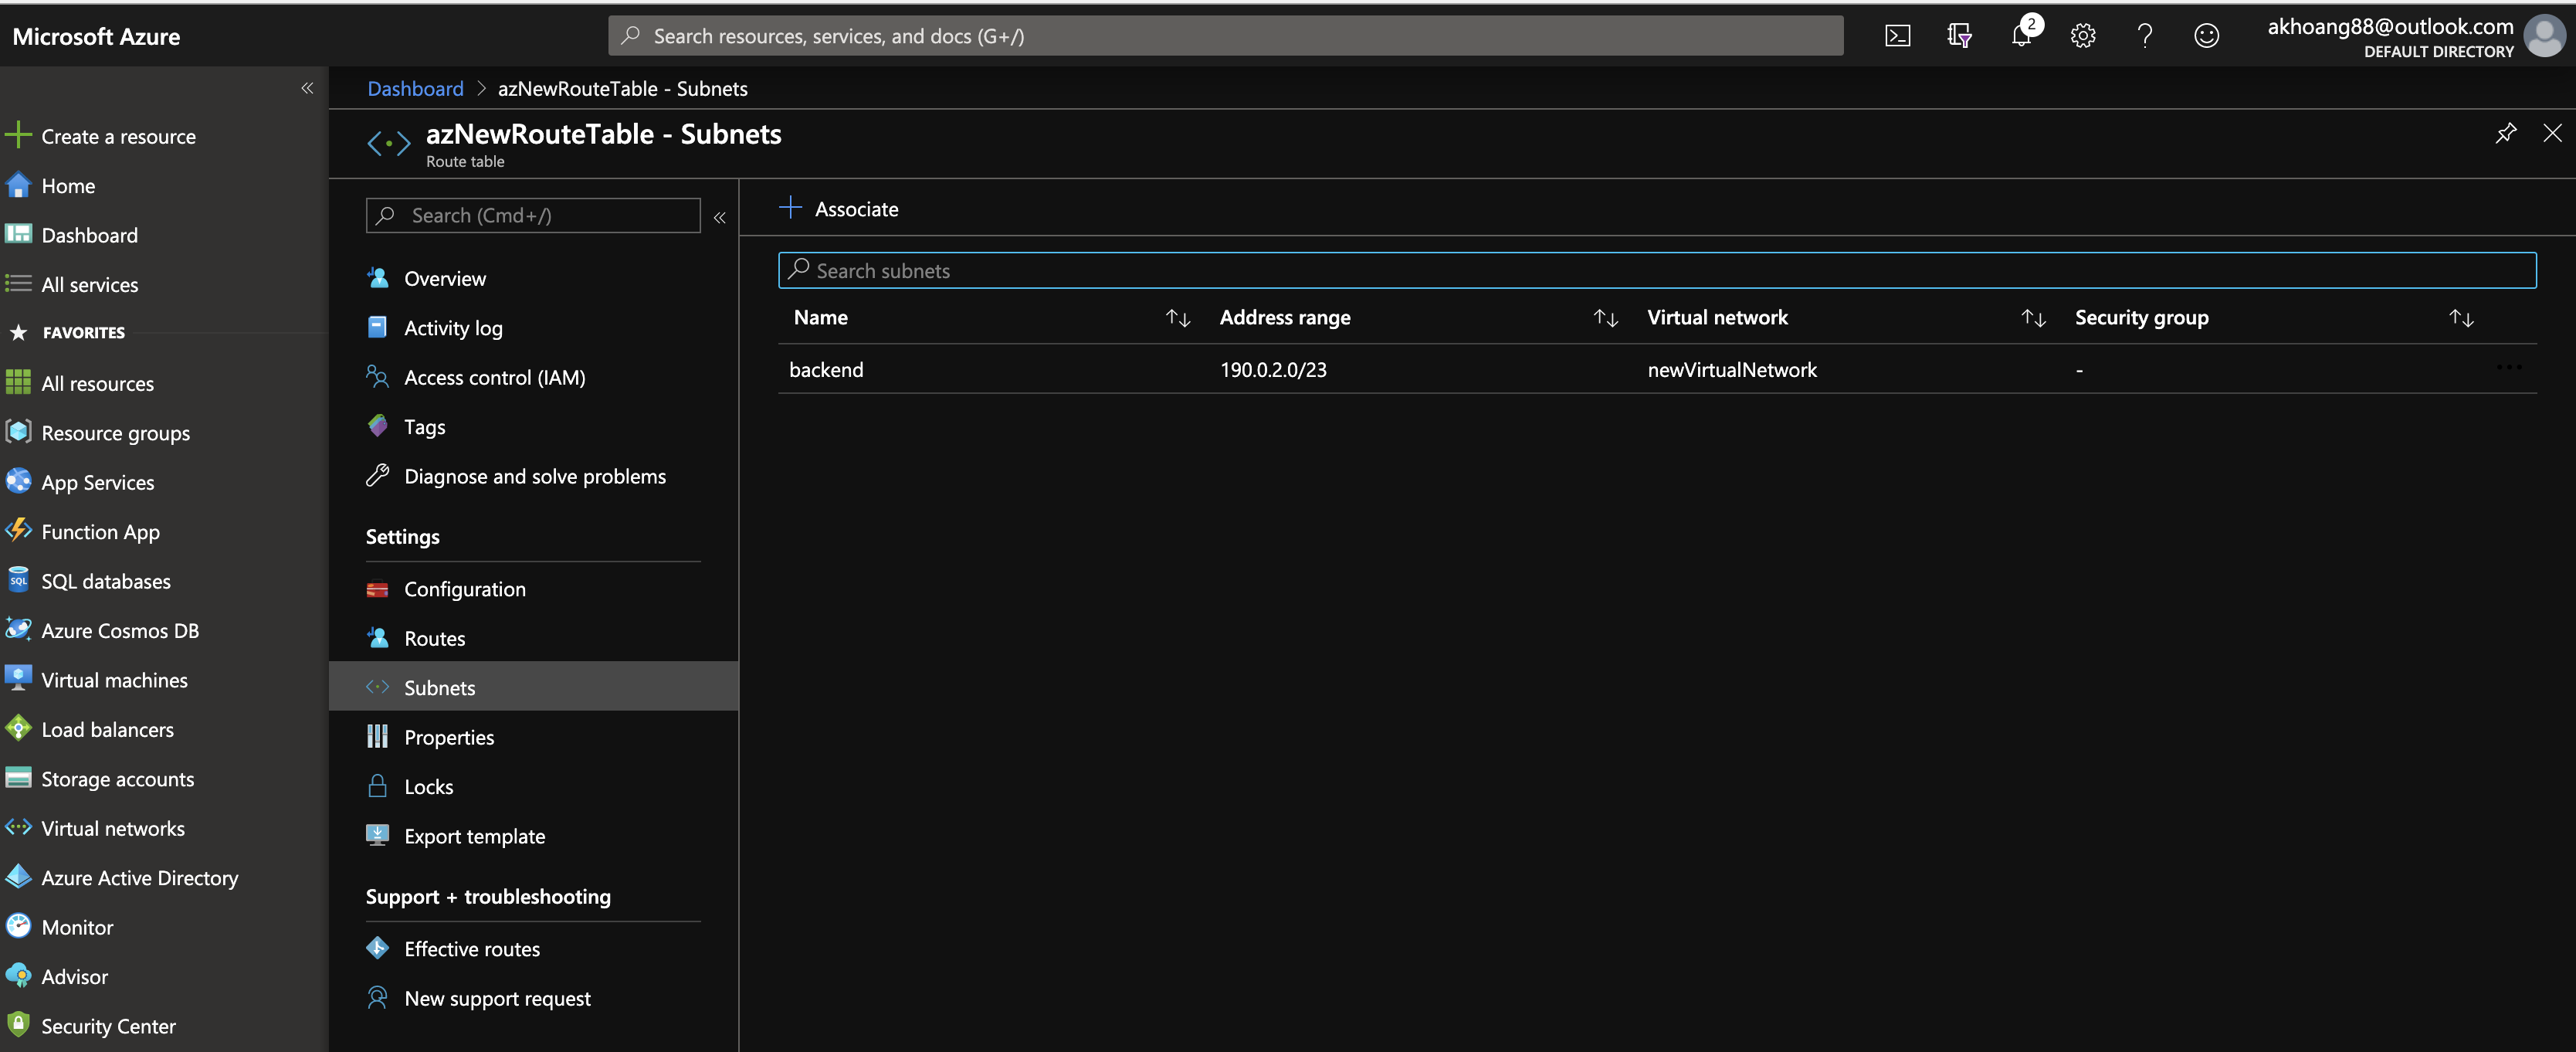 Microsoft Azure
Search resources, services, and docs (G+/)
2
akhoang88@outlook.com
DEFAULT DIRECTORY
Create a resource
Home
Dashboard
All services
FAVORITES
All resources
Resource groups
App Services
Function App
SQL
SQL databases
Azure Cosmos DB
Virtual machines
Load balancers
Storage accounts
Virtual networks
Azure Active Directory
Monitor
Advisor
Security Center
Dashboard > azNewRouteTable - Subnets
azNewRouteTable - Subnets
Route table
Search (Cmd+/)
Overview
Activity log
Access control (IAM)
Tags
Diagnose and solve problems
Settings
Configuration
Routes
Subnets
Properties
Locks
Export template
Support + troubleshooting
Effective routes
New support request
Associate
Search subnets
Name Address range Virtual network Security group
backend 190.0.2.0/23 newVirtualNetwork -